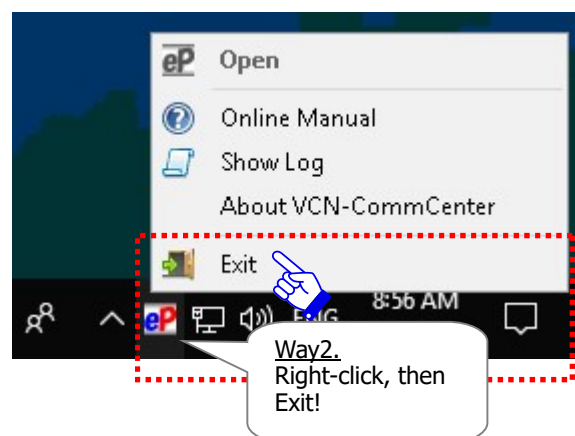 eP Open
Online Manual
Show Log
About VCN-CommCenter
Exit
eP ENG 8:56 AM
Way2.
Right-click, then
Exit!